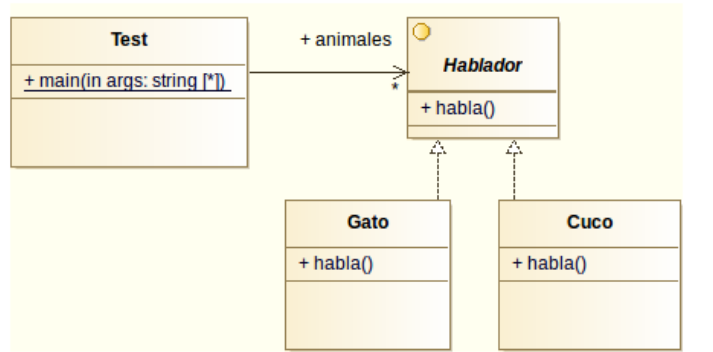 Test
+ main(in args: string [*])
+ animales
*
Hablador
+ habla()
Gato
+ habla()
Cuco
+ habla()